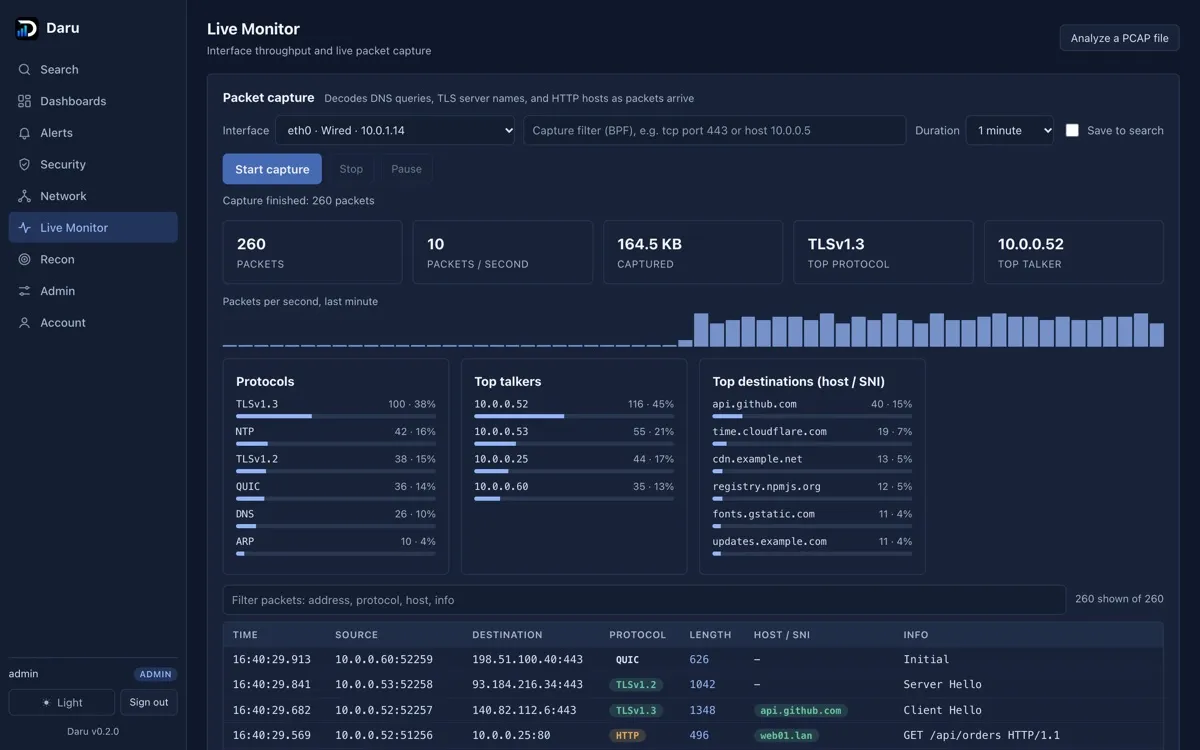 Daru
Search
Dashboards
Alerts
Security
Network
Live Monitor
Recon
Admin
Account
admin
ADMIN
Light
Sign out
Daru v0.2.0
Live Monitor
Interface throughput and live packet capture
Analyze a PCAP file
Packet capture Decodes DNS queries, TLS server names, and HTTP hosts as packets arrive
Interface eth0 · Wired · 10.0.1.14 Capture filter (BPF), e.g. tcp port 443 or host 10.0.0.5 Duration 1 minute Save to search
Start capture Stop Pause
Capture finished: 260 packets
260
PACKETS
10
PACKETS / SECOND
164.5 KB
CAPTURED
TLSv1.3
TOP PROTOCOL
10.0.0.52
TOP TALKER
Packets per second, last minute
Protocols
TLSv1.3 100 · 38%
NTP 42 · 16%
TLSv1.2 38 · 15%
QUIC 36 · 14%
DNS 26 · 10%
ARP 10 · 4%
Top talkers
10.0.0.52 116 · 45%
10.0.0.53 55 · 21%
10.0.0.25 44 · 17%
10.0.0.60 35 · 13%
Top destinations (host / SNI)
api.github.com 40 · 15%
time.cloudflare.com 19 · 7%
cdn.example.net 13 · 5%
registry.npmjs.org 12 · 5%
fonts.gstatic.com 11 · 4%
updates.example.com 11 · 4%
Filter packets: address, protocol, host, info 260 shown of 260
TIME SOURCE DESTINATION PROTOCOL LENGTH HOST / SNI INFO
16:40:29.913 10.0.0.60:52259 198.51.100.40:443 QUIC 626 – Initial
16:40:29.841 10.0.0.53:52258 93.184.216.34:443 TLSv1.2 1042 – Server Hello
16:40:29.682 10.0.0.52:52257 140.82.112.6:443 TLSv1.3 1348 api.github.com Client Hello
16:40:29.569 10.0.0.52:51256 10.0.0.25:80 HTTP 496 web01.lan GET /api/orders HTTP/1.1